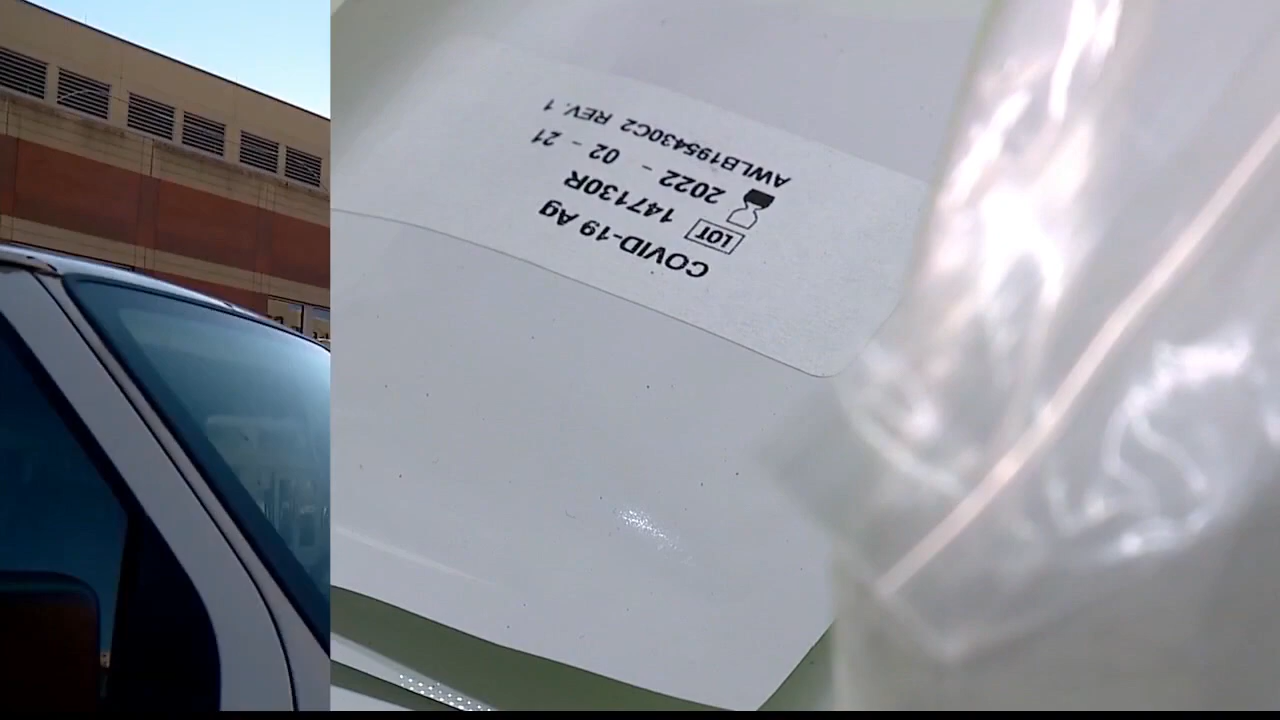 COVID-19 Ag
LOT 147130R
2022 - 02 - 21
AWLB195430C2 REV. 1